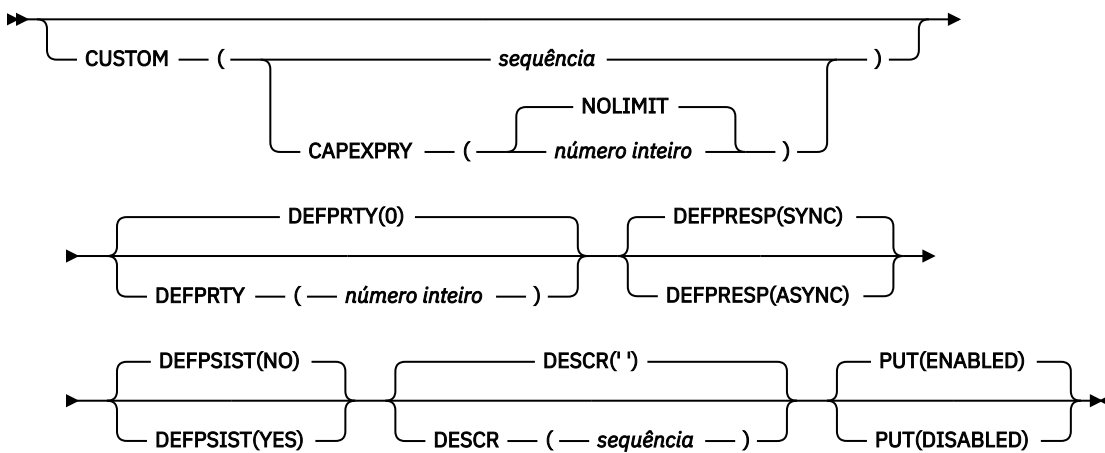 CUSTOM ( sequência )
NOLIMIT
CAPEXPRY ( número inteiro )
DEFPRTY(0) DEFPRESP(SYNC)
DEFPRTY ( número inteiro ) DEFPRESP(ASYNC)
DEFPSIST(NO) DESCR(' ') PUT(ENABLED)
DEFPSIST(YES) DESCR ( sequência ) PUT(DISABLED)